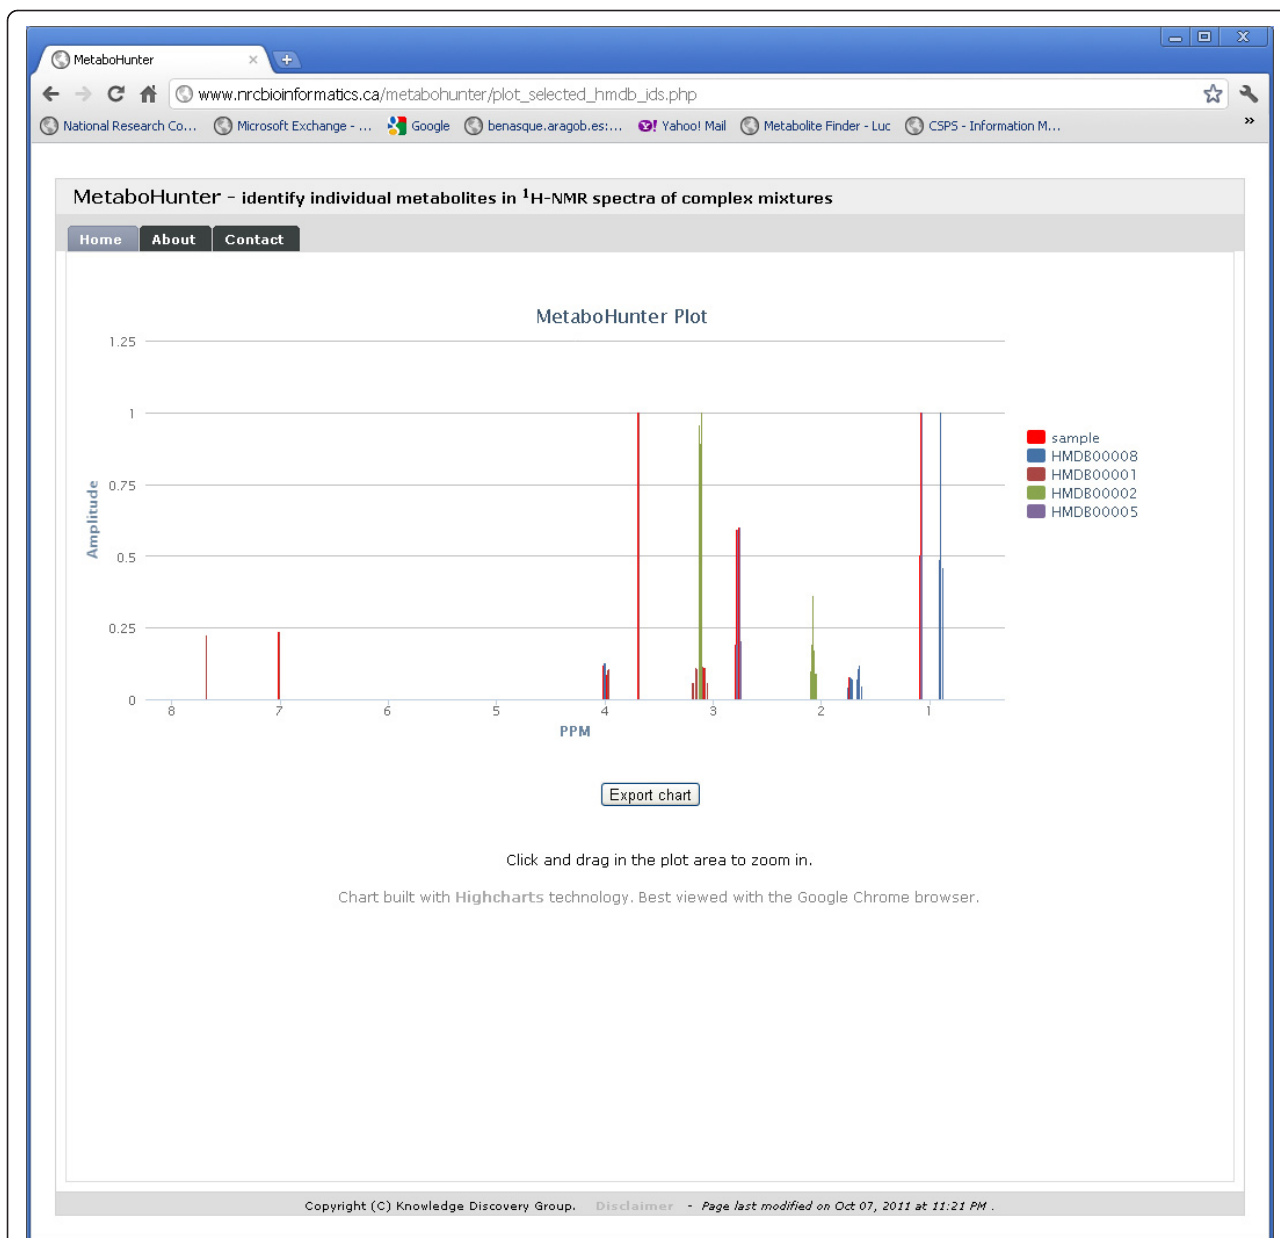 MetaboHunter
www.nrcbioinformatics.ca/metabohunter/plot_selected_hmdb_ids.php
National Research Co... Microsoft Exchange - ... Google benasque.aragob.es:... Yahoo! Mail Metabolite Finder - Luc CSPS - Information M... »
MetaboHunter - identify individual metabolites in ¹H-NMR spectra of complex mixtures
Home About Contact
MetaboHunter Plot
1.25
1
0.75
0.5
0.25
0
Amplitude
8 7 6 5 4 3 2 1
PPM
sample
HMDB00008
HMDB00001
HMDB00002
HMDB00005
Export chart
Click and drag in the plot area to zoom in.
Chart built with Highcharts technology. Best viewed with the Google Chrome browser.
Copyright (C) Knowledge Discovery Group. Disclaimer - Page last modified on Oct 07, 2011 at 11:21 PM .